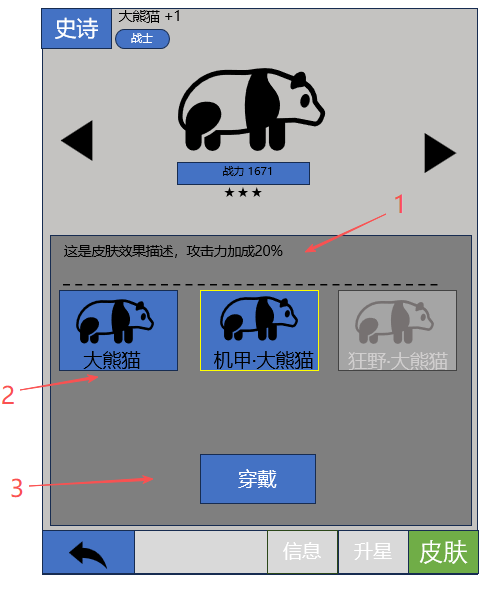 史诗
大熊猫 +1
战士
战力 1671
★★★
1
这是皮肤效果描述，攻击力加成20%
大熊猫
机甲·大熊猫
狂野·大熊猫
2
3
穿戴
信息
升星
皮肤